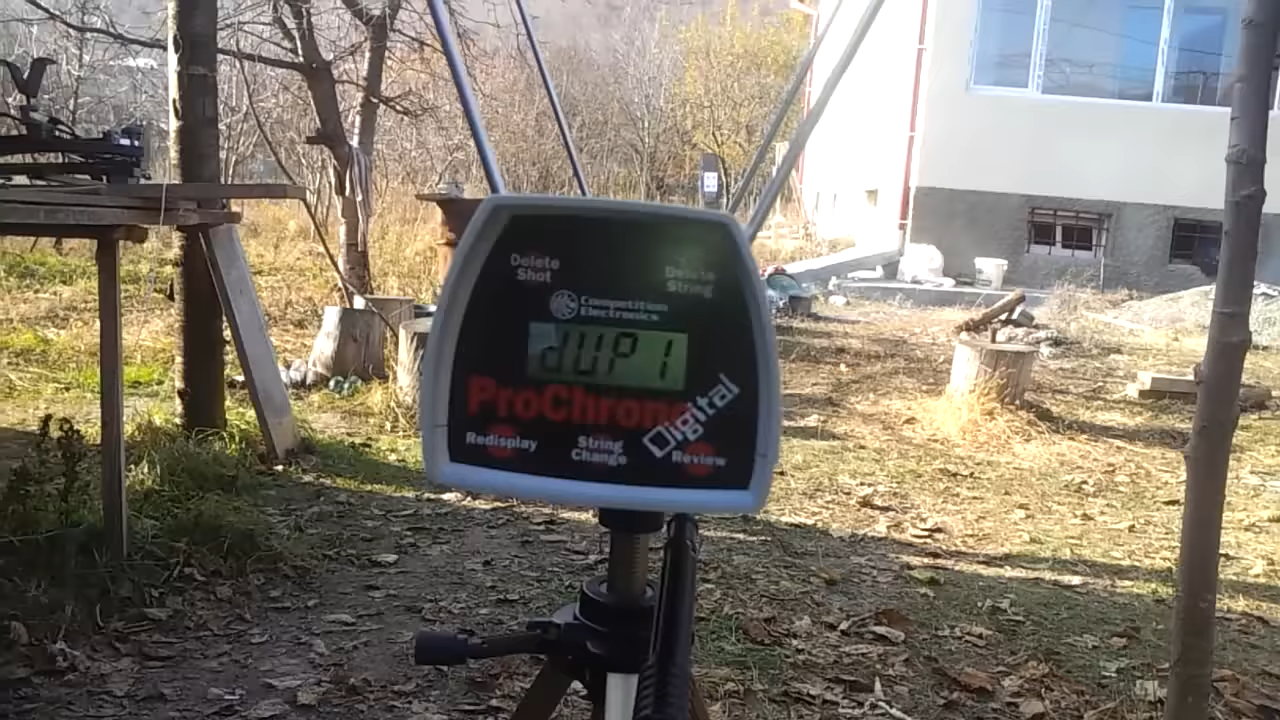 Delete
Shot
Delete
String
Competition
Electronics
dUP 1
ProChrono
Digital
Redisplay
String
Change
Review